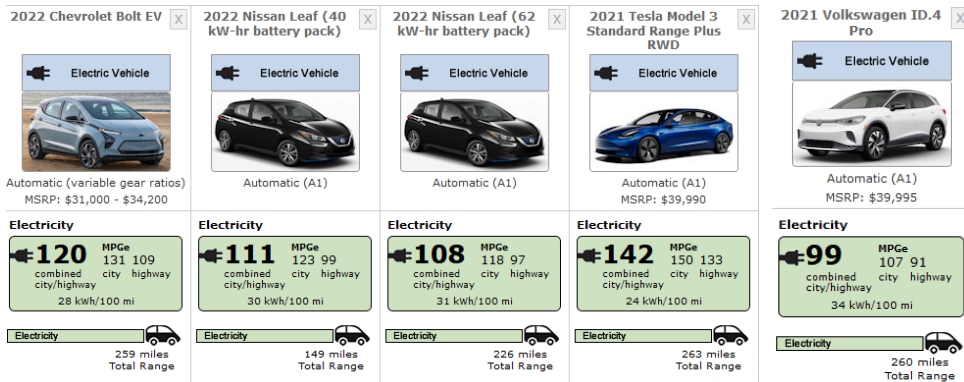 2022 Chevrolet Bolt EV
X
Electric Vehicle
Automatic (variable gear ratios)
MSRP: $31,000 - $34,200
Electricity
120
MPGe
131 109
combined
city/highway
city highway
28 kWh/100 mi
Electricity
259 miles
Total Range
2022 Nissan Leaf (40
kW-hr battery pack)
X
Electric Vehicle
Automatic (A1)
Electricity
111
MPGe
123 99
combined
city/highway
city highway
30 kWh/100 mi
Electricity
149 miles
Total Range
2022 Nissan Leaf (62
kW-hr battery pack)
X
Electric Vehicle
Automatic (A1)
Electricity
108
MPGe
118 97
combined
city/highway
city highway
31 kWh/100 mi
Electricity
226 miles
Total Range
2021 Tesla Model 3
Standard Range Plus
RWD
X
Electric Vehicle
Automatic (A1)
MSRP: $39,990
Electricity
142
MPGe
150 133
combined
city/highway
city highway
24 kWh/100 mi
Electricity
263 miles
Total Range
2021 Volkswagen ID.4
Pro
X
Electric Vehicle
Automatic (A1)
MSRP: $39,995
Electricity
99
MPGe
107 91
combined
city/highway
city highway
34 kWh/100 mi
Electricity
260 miles
Total Range